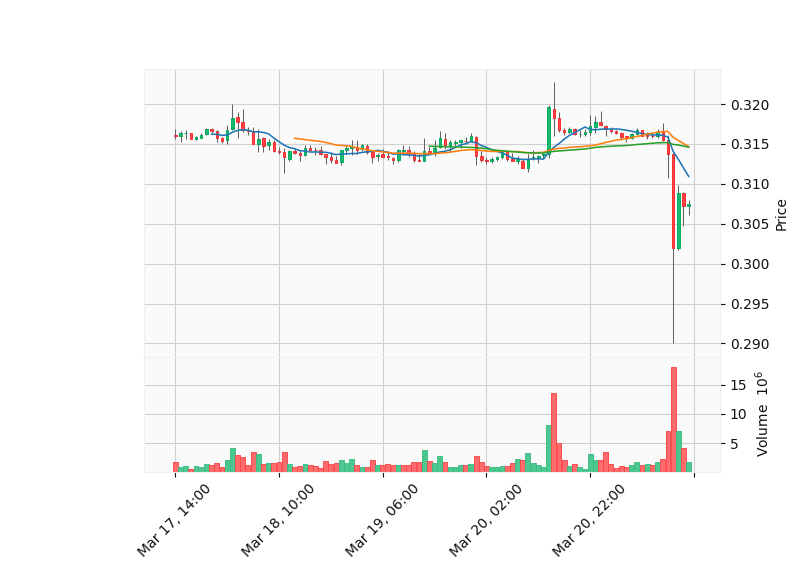 0.320
0.315
0.310
0.305
0.300
0.295
0.290
Price
15
10
5
Volume 10^6
Mar 17, 14:00
Mar 18, 10:00
Mar 19, 06:00
Mar 20, 02:00
Mar 20, 22:00